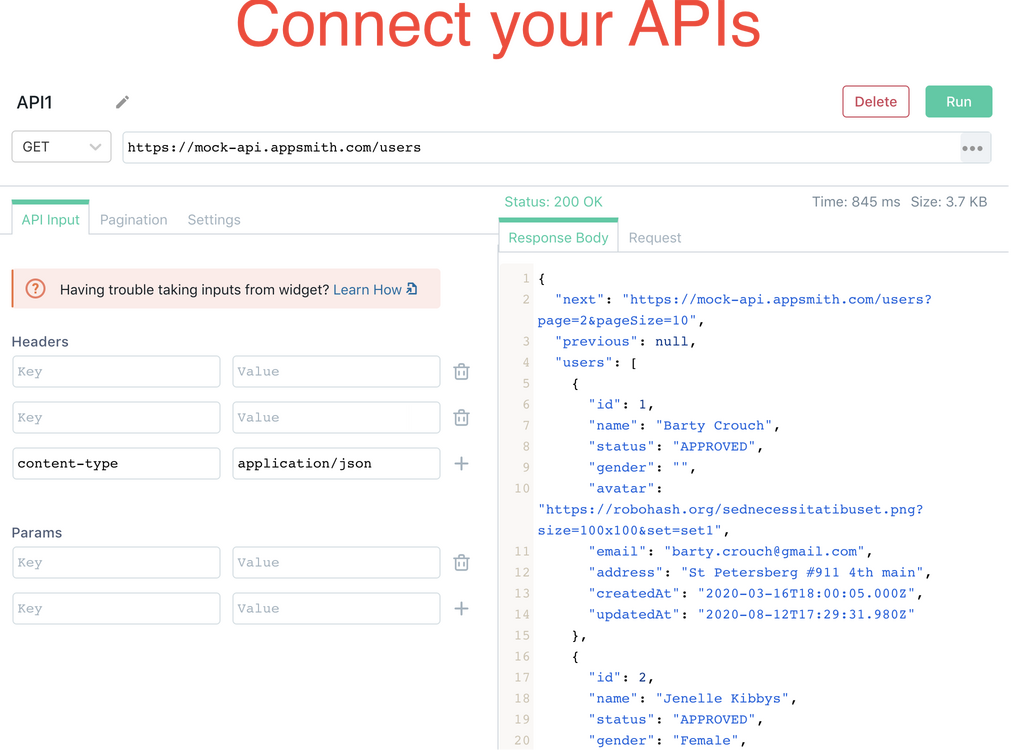 Connect your APIs
API1
Delete
Run
GET
https://mock-api.appsmith.com/users
API Input
Pagination
Settings
Having trouble taking inputs from widget? Learn How
Headers
Key
Value
Key
Value
content-type
application/json
Params
Key
Value
Key
Value
Status: 200 OK
Time: 845 ms
Size: 3.7 KB
Response Body
Request
1 {
2 "next": "https://mock-api.appsmith.com/users?
page=2&pageSize=10",
3 "previous": null,
4 "users": [
5 {
6 "id": 1,
7 "name": "Barty Crouch",
8 "status": "APPROVED",
9 "gender": "",
10 "avatar":
"https://robohash.org/sednecessitatibuset.png?
size=100x100&set=set1",
11 "email": "barty.crouch@gmail.com",
12 "address": "St Petersberg #911 4th main",
13 "createdAt": "2020-03-16T18:00:05.000Z",
14 "updatedAt": "2020-08-12T17:29:31.980Z"
15 },
16 {
17 "id": 2,
18 "name": "Jenelle Kibbys",
19 "status": "APPROVED",
20 "gender": "Female",